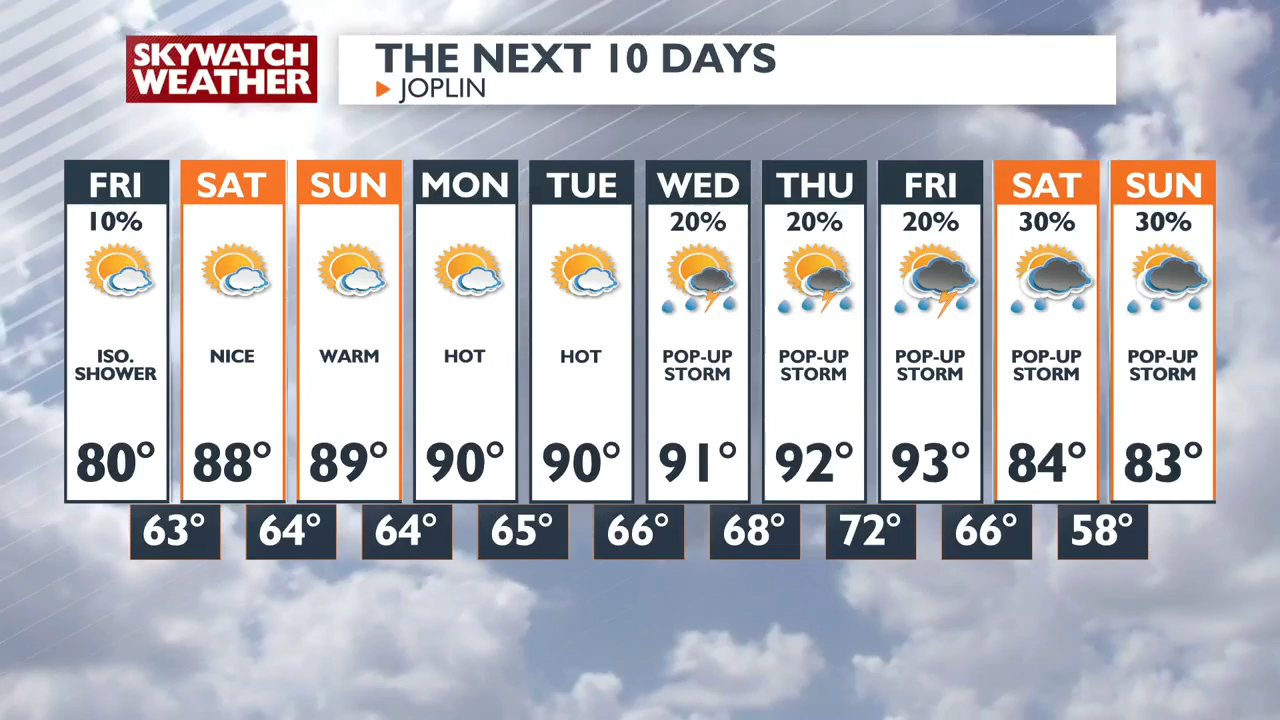 SKYWATCH
WEATHER
THE NEXT 10 DAYS
JOPLIN
FRI SAT SUN MON TUE WED THU FRI SAT SUN
10% 20% 20% 20% 30% 30%
ISO. NICE WARM HOT HOT POP-UP POP-UP POP-UP POP-UP POP-UP
SHOWER STORM STORM STORM STORM STORM
80° 88° 89° 90° 90° 91° 92° 93° 84° 83°
63° 64° 64° 65° 66° 68° 72° 66° 58°